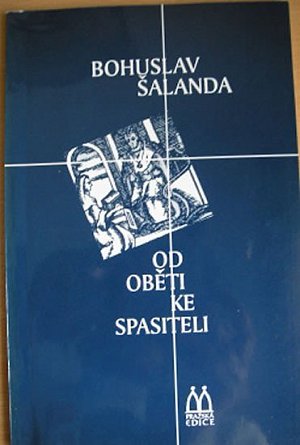 BOHUSLAV
ŠALANDA
OD
OBĚTI
KE
SPASITELI
PRAŽSKÁ
EDICE